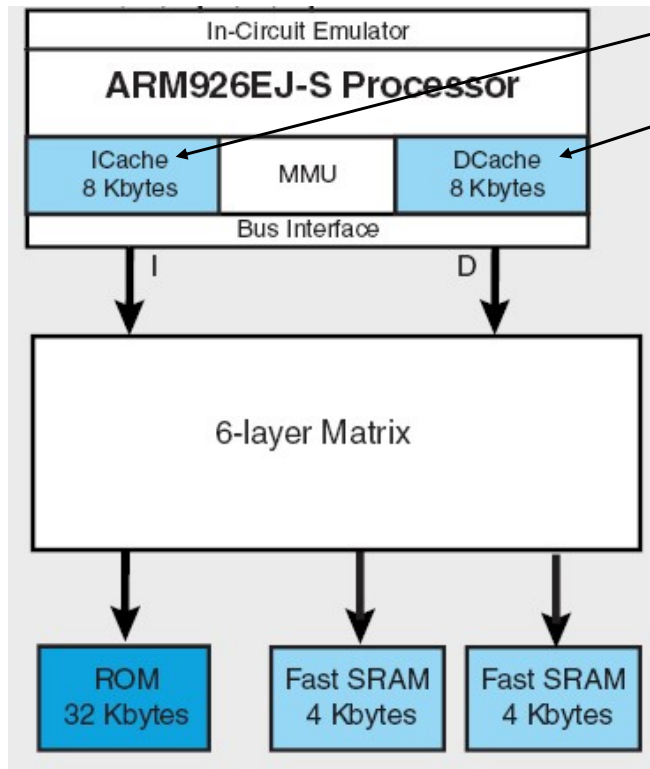 In-Circuit Emulator
ARM926EJ-S Processor
ICache
8 Kbytes
MMU
DCache
8 Kbytes
Bus Interface
I
D
6-layer Matrix
ROM
32 Kbytes
Fast SRAM
4 Kbytes
Fast SRAM
4 Kbytes